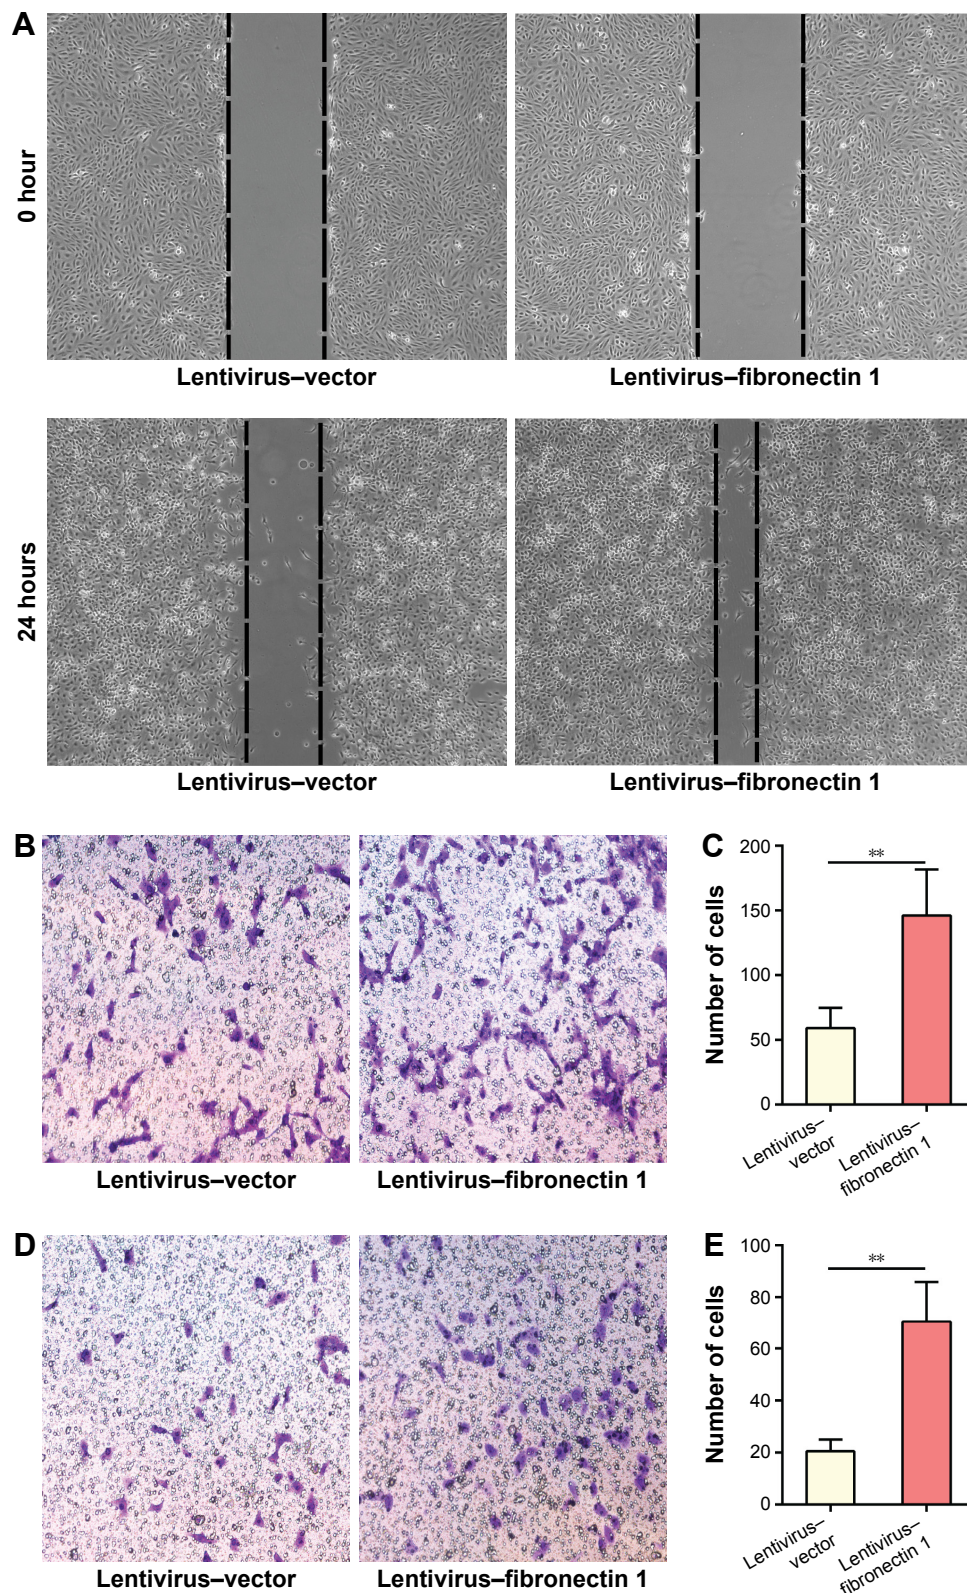 A
0 hour
Lentivirus–vector
Lentivirus–fibronectin 1
24 hours
Lentivirus–vector
Lentivirus–fibronectin 1
B
Lentivirus–vector
Lentivirus–fibronectin 1
C
Number of cells
200
150
100
50
0
**
Lentivirus–
vector
Lentivirus–
fibronectin 1
D
Lentivirus–vector
Lentivirus–fibronectin 1
E
Number of cells
100
80
60
40
20
0
**
Lentivirus–
vector
Lentivirus–
fibronectin 1